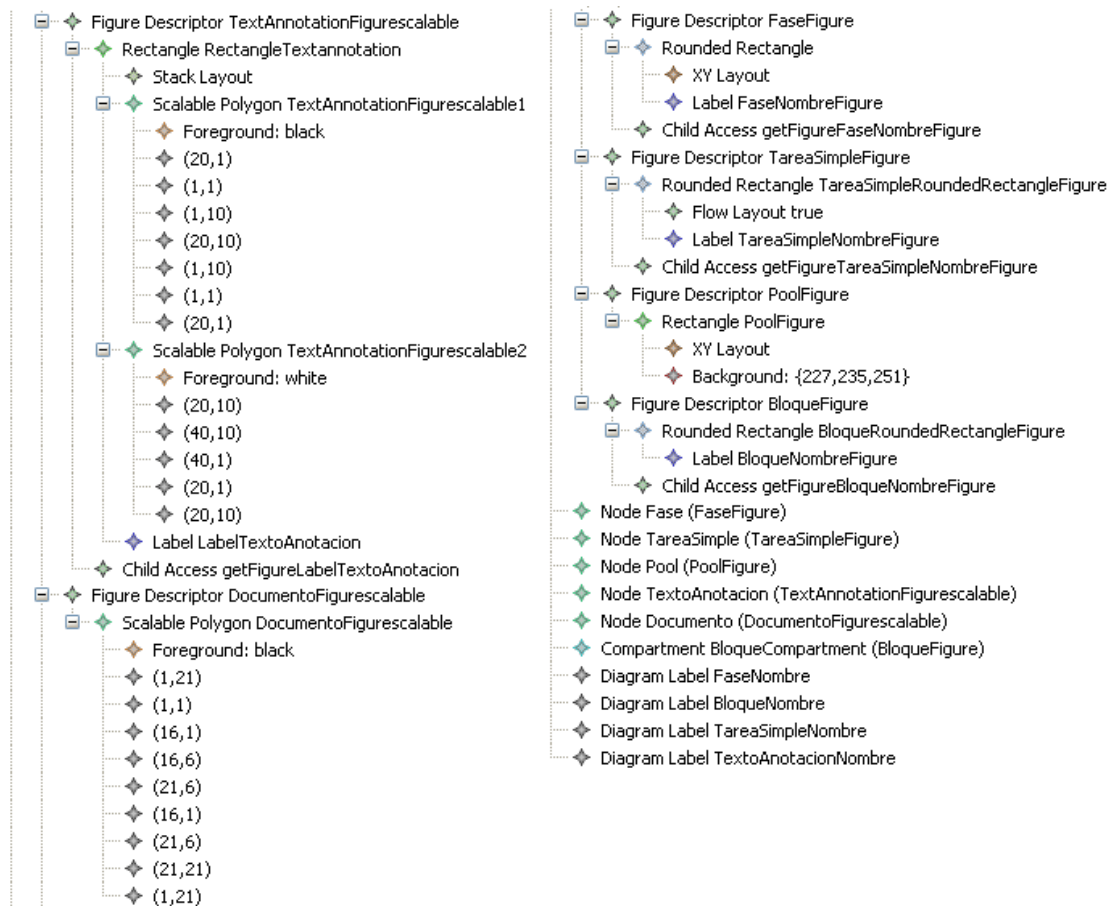 Figure Descriptor TextAnnotationFigurescalable
Rectangle RectangleTextannotation
Stack Layout
Scalable Polygon TextAnnotationFigurescalable1
Foreground: black
(20,1)
(1,1)
(1,10)
(20,10)
(1,10)
(1,1)
(20,1)
Scalable Polygon TextAnnotationFigurescalable2
Foreground: white
(20,10)
(40,10)
(40,1)
(20,1)
(20,10)
Label LabelTextoAnotacion
Child Access getFigureLabelTextoAnotacion
Figure Descriptor DocumentoFigurescalable
Scalable Polygon DocumentoFigurescalable
Foreground: black
(1,21)
(1,1)
(16,1)
(16,6)
(21,6)
(16,1)
(21,6)
(21,21)
(1,21)
Figure Descriptor FaseFigure
Rounded Rectangle
XY Layout
Label FaseNombreFigure
Child Access getFigureFaseNombreFigure
Figure Descriptor TareaSimpleFigure
Rounded Rectangle TareaSimpleRoundedRectangleFigure
Flow Layout true
Label TareaSimpleNombreFigure
Child Access getFigureTareaSimpleNombreFigure
Figure Descriptor PoolFigure
Rectangle PoolFigure
XY Layout
Background: {227,235,251}
Figure Descriptor BloqueFigure
Rounded Rectangle BloqueRoundedRectangleFigure
Label BloqueNombreFigure
Child Access getFigureBloqueNombreFigure
Node Fase (FaseFigure)
Node TareaSimple (TareaSimpleFigure)
Node Pool (PoolFigure)
Node TextoAnotacion (TextAnnotationFigurescalable)
Node Documento (DocumentoFigurescalable)
Compartment BloqueCompartment (BloqueFigure)
Diagram Label FaseNombre
Diagram Label BloqueNombre
Diagram Label TareaSimpleNombre
Diagram Label TextoAnotacionNombre